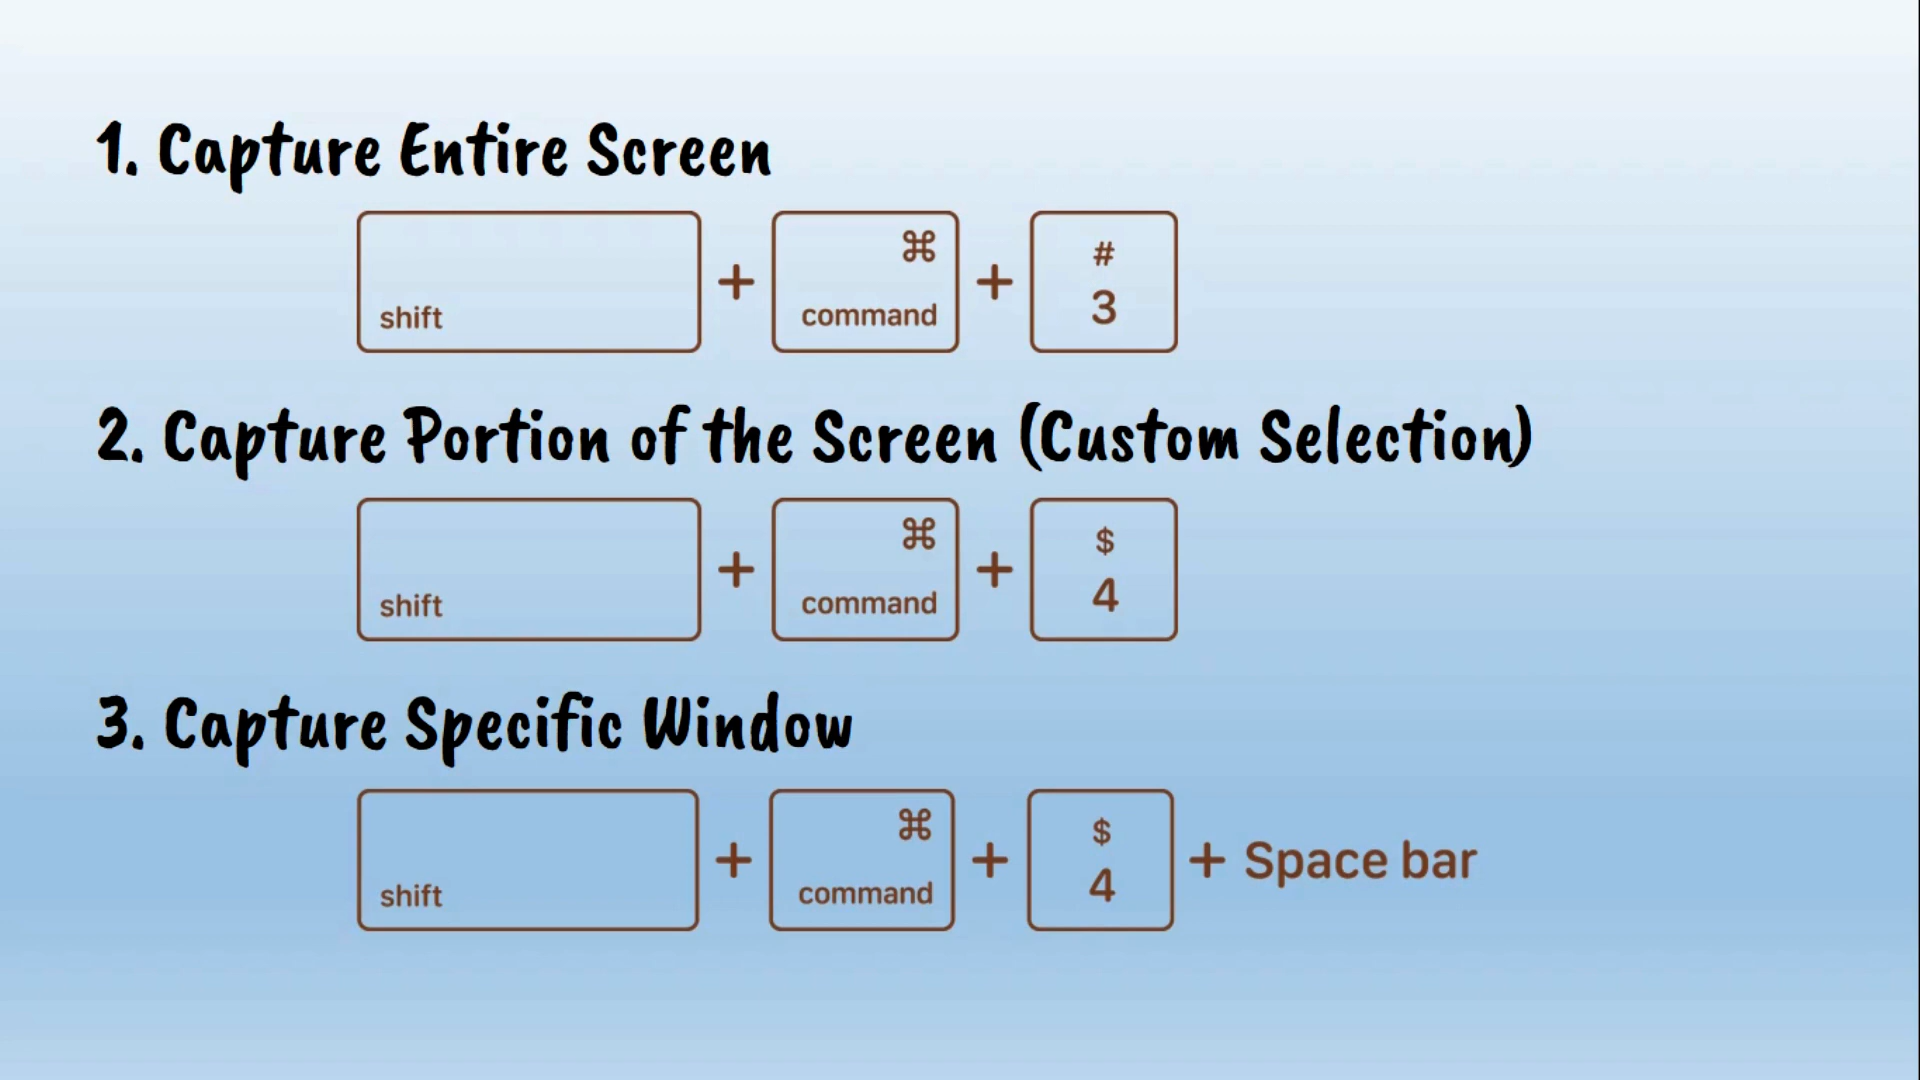 1. Capture Entire Screen
shift + ⌘ command + # 3
2. Capture Portion of the Screen (Custom Selection)
shift + ⌘ command + $ 4
3. Capture Specific Window
shift + ⌘ command + $ 4 + Space bar